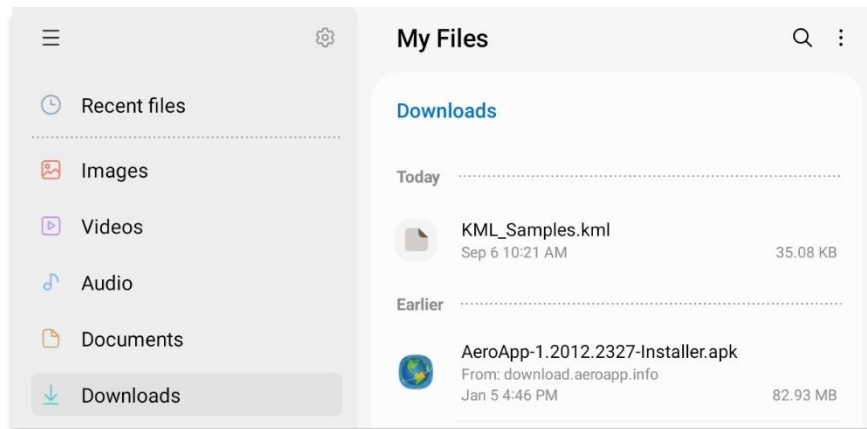 My Files
Recent files
Images
Videos
Audio
Documents
Downloads
Downloads
Today
KML_Samples.kml
Sep 6 10:21 AM
35.08 KB
Earlier
AeroApp-1.2012.2327-Installer.apk
From: download.aeroapp.info
Jan 5 4:46 PM
82.93 MB